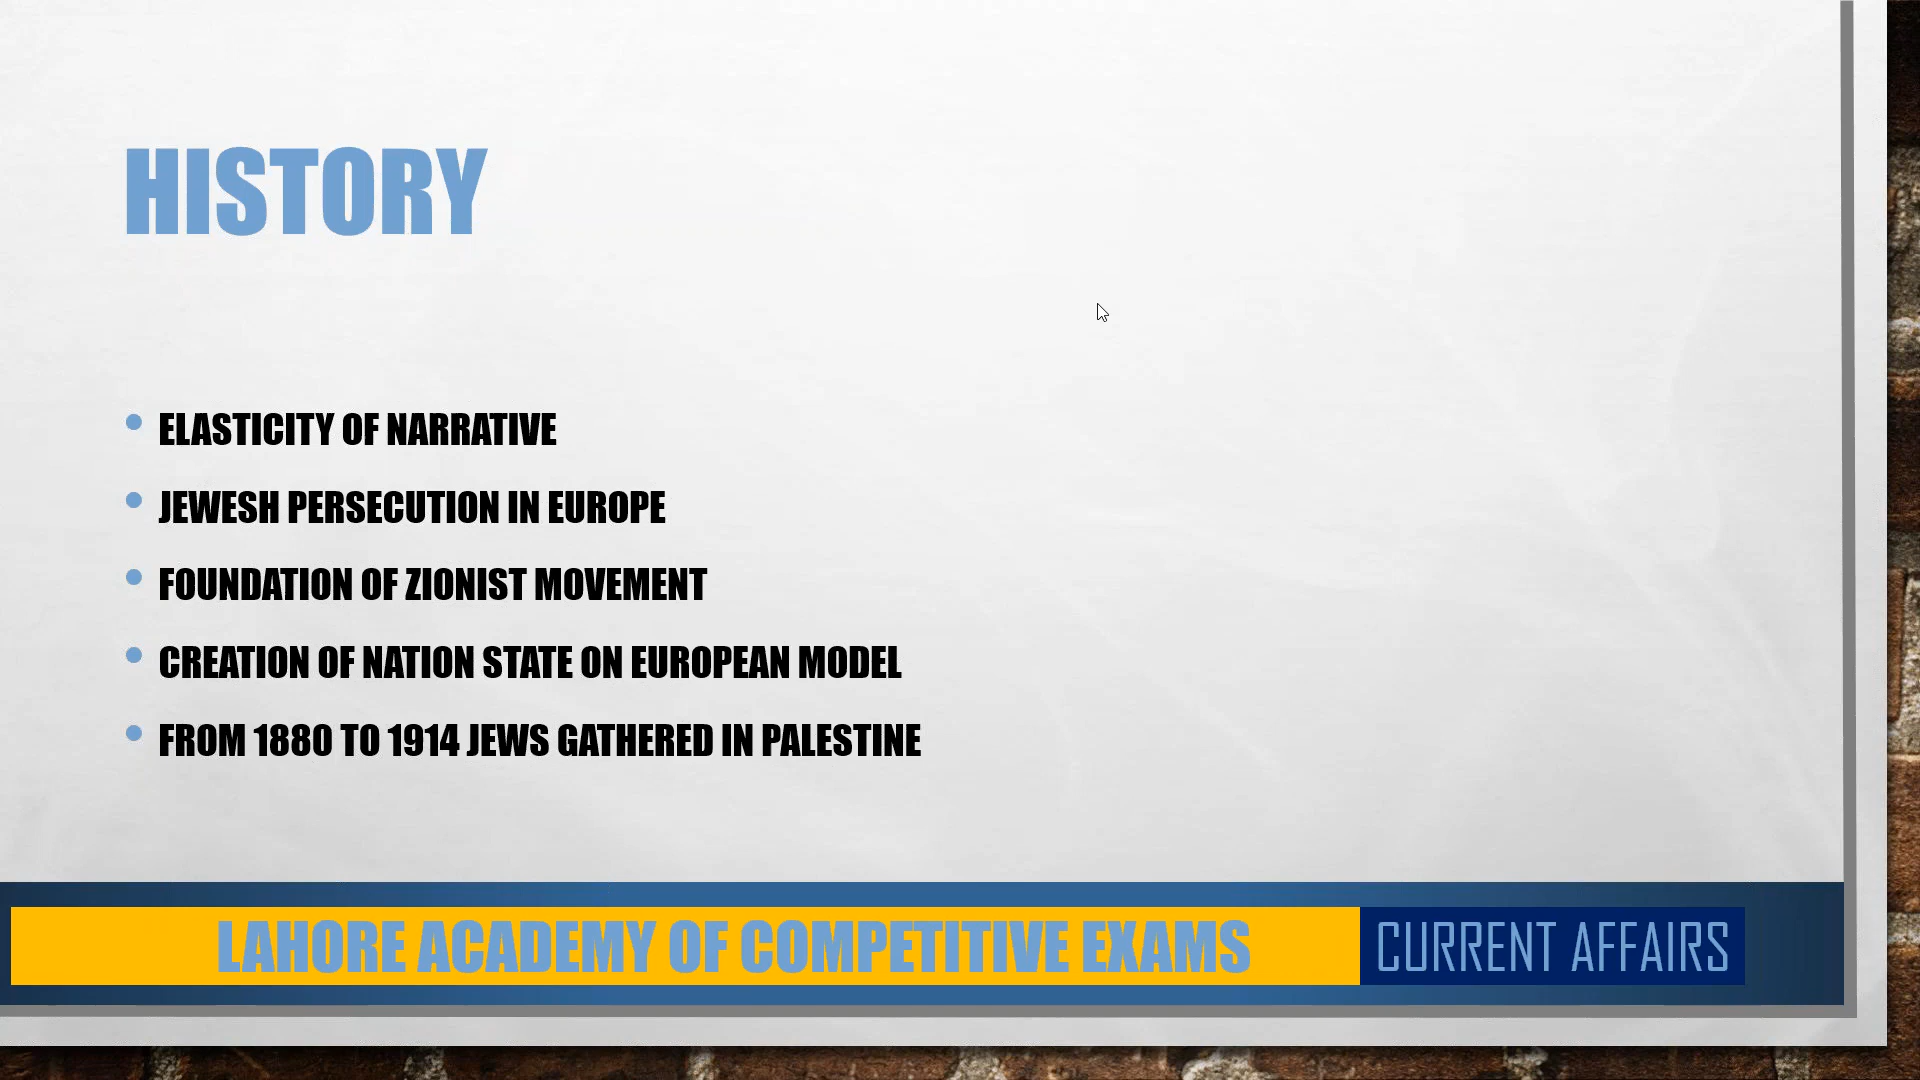 HISTORY
• ELASTICITY OF NARRATIVE
• JEWESH PERSECUTION IN EUROPE
• FOUNDATION OF ZIONIST MOVEMENT
• CREATION OF NATION STATE ON EUROPEAN MODEL
• FROM 1880 TO 1914 JEWS GATHERED IN PALESTINE
LAHORE ACADEMY OF COMPETITIVE EXAMS
CURRENT AFFAIRS